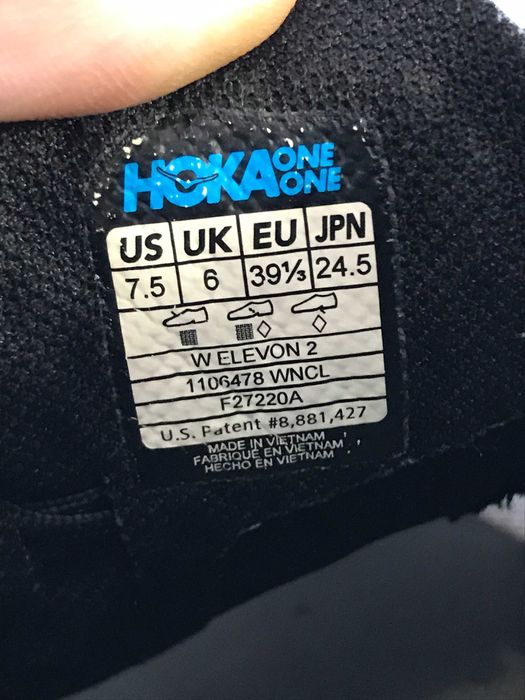 HOKA ONE ONE
US UK EU JPN
7.5 6 39⅓ 24.5
W ELEVON 2
1106478 WNCL
F27220A
U.S. Patent #8,881,427
MADE IN VIETNAM
FABRIQUÉ EN VIETNAM
HECHO EN VIETNAM